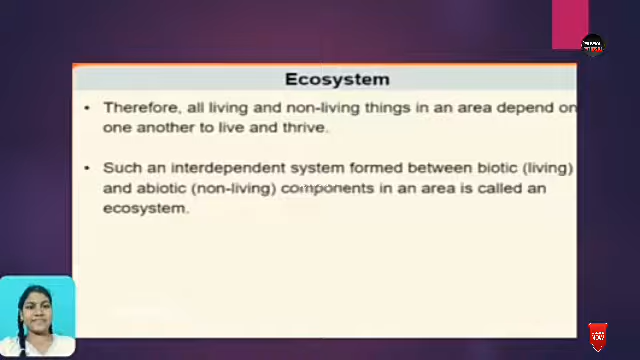 Ecosystem
• Therefore, all living and non-living things in an area depend on
one another to live and thrive.
• Such an interdependent system formed between biotic (living)
and abiotic (non-living) components in an area is called an
ecosystem.